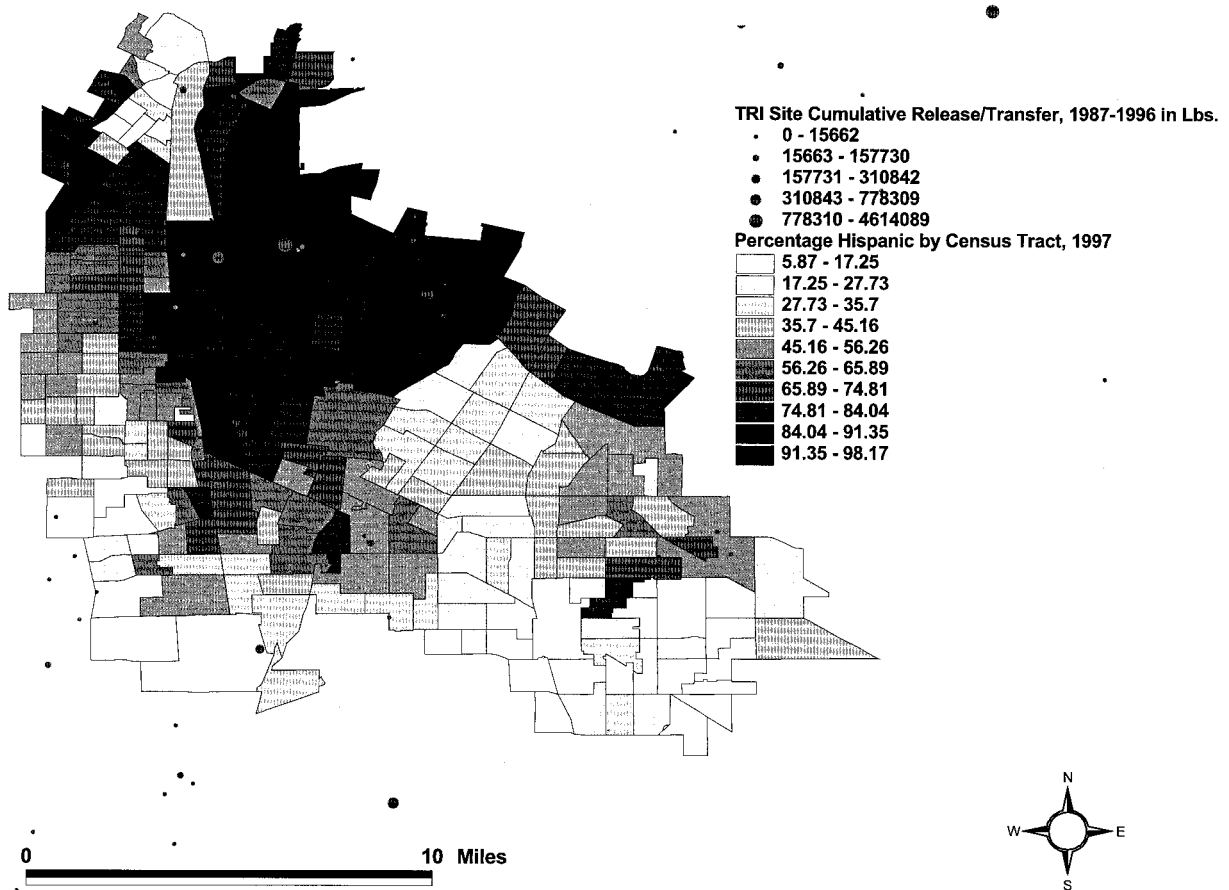 TRI Site Cumulative Release/Transfer, 1987-1996 in Lbs.
0 - 15662
15663 - 157730
157731 - 310842
310843 - 778309
778310 - 4614089
Percentage Hispanic by Census Tract, 1997
5.87 - 17.25
17.25 - 27.73
27.73 - 35.7
35.7 - 45.16
45.16 - 56.26
56.26 - 65.89
65.89 - 74.81
74.81 - 84.04
84.04 - 91.35
91.35 - 98.17
N
W E
S
0 10 Miles